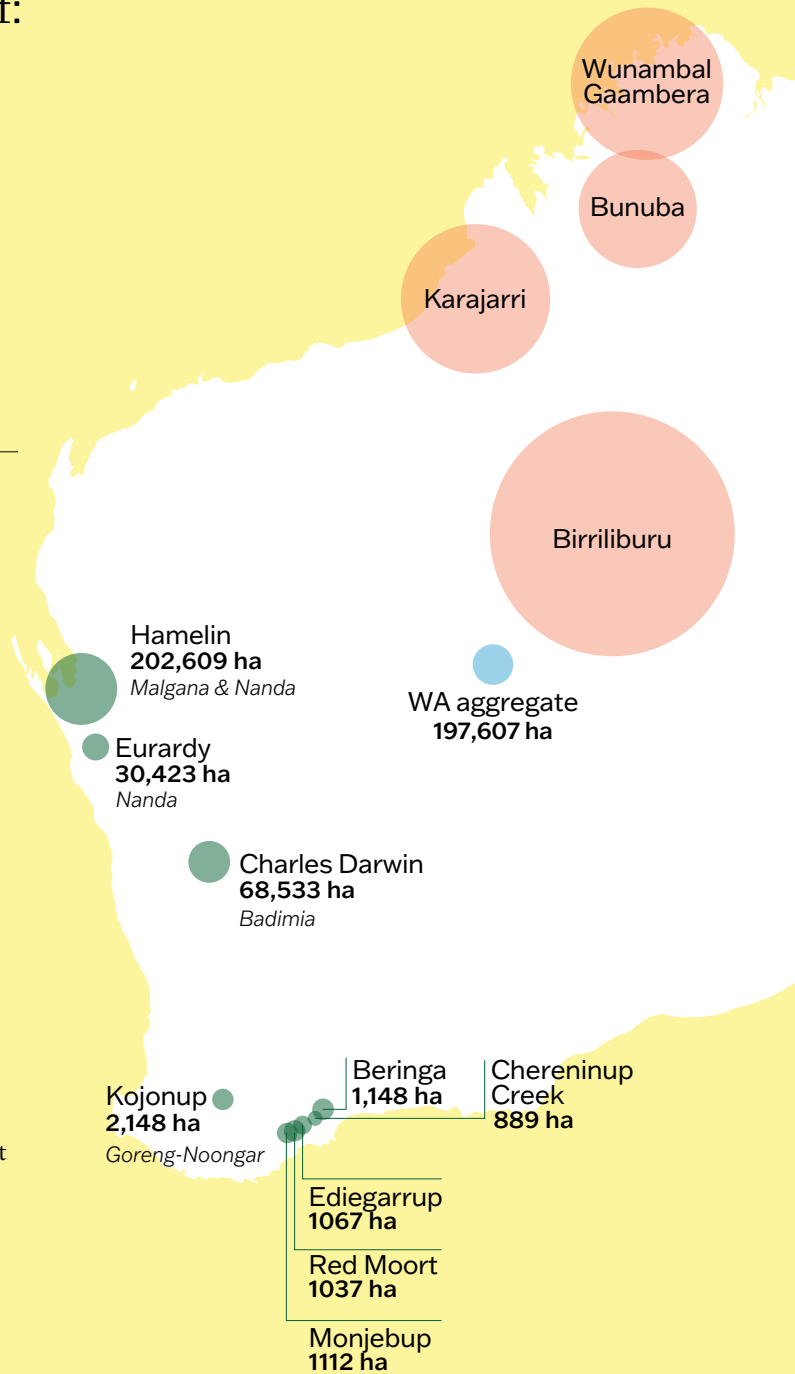 f:
Wunambal
Gaambera
Bunuba
Karajarri
Birriliburu
Hamelin
202,609 ha
Malgana & Nanda
WA aggregate
197,607 ha
Eurardy
30,423 ha
Nanda
Charles Darwin
68,533 ha
Badimia
Kojonup
2,148 ha
Goreng-Noongar
Beringa
1,148 ha
Chereninup
Creek
889 ha
t
Ediegarrup
1067 ha
Red Moort
1037 ha
Monjebup
1112 ha